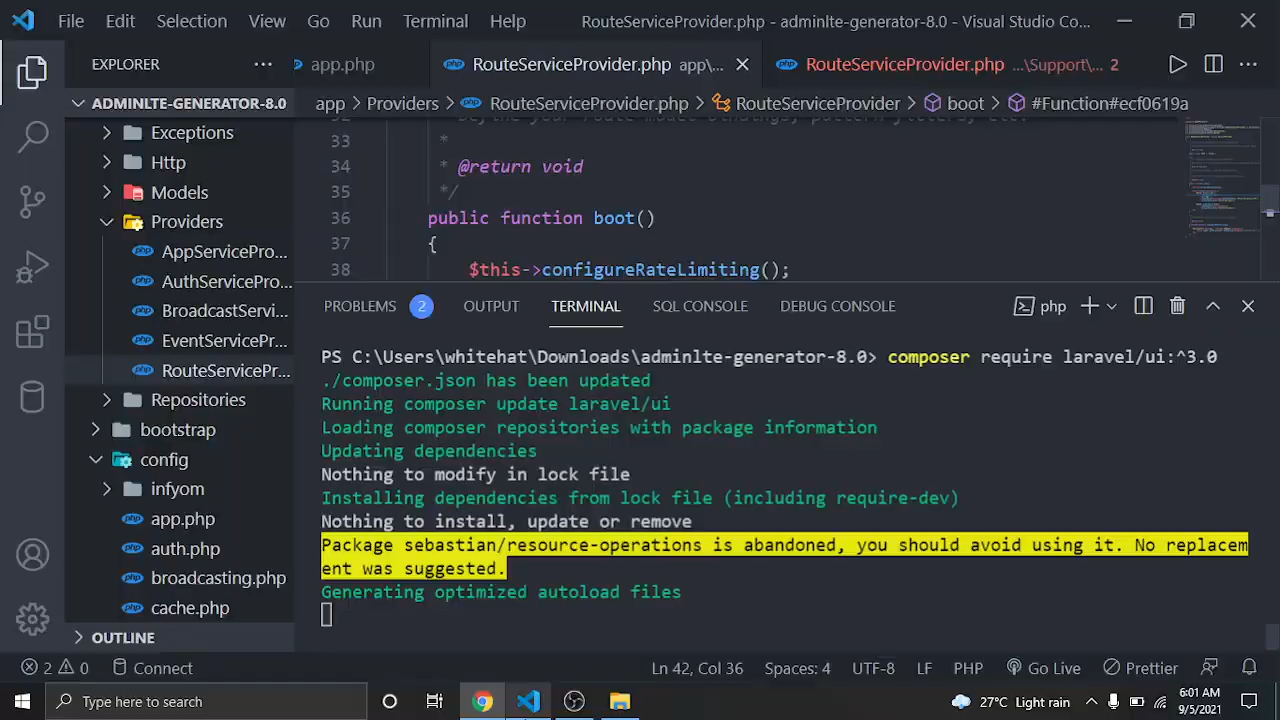 File Edit Selection View Go Run Terminal Help RouteServiceProvider.php - adminlte-generator-8.0 - Visual Studio Co...
EXPLORER
app.php
RouteServiceProvider.php app\...
RouteServiceProvider.php ...\Support\... 2
ADMINLTE-GENERATOR-8.0
app > Providers > RouteServiceProvider.php > RouteServiceProvider > boot > #Function#ecf0619a
Exceptions
Http
Models
Providers
AppServicePro...
AuthServicePro...
BroadcastServi...
EventServicePr...
RouteServicePr...
Repositories
bootstrap
config
infyom
app.php
auth.php
broadcasting.php
cache.php
OUTLINE
33 *
34 * @return void
35 */
36 public function boot()
37 {
38 $this->configureRateLimiting();
PROBLEMS 2 OUTPUT TERMINAL SQL CONSOLE DEBUG CONSOLE php
PS C:\Users\whitehat\Downloads\adminlte-generator-8.0> composer require laravel/ui:^3.0
./composer.json has been updated
Running composer update laravel/ui
Loading composer repositories with package information
Updating dependencies
Nothing to modify in lock file
Installing dependencies from lock file (including require-dev)
Nothing to install, update or remove
Package sebastian/resource-operations is abandoned, you should avoid using it. No replacem
ent was suggested.
Generating optimized autoload files
2 0 Connect Ln 42, Col 36 Spaces: 4 UTF-8 LF PHP Go Live Prettier
Type here to search
27°C Light rain
6:01 AM
9/5/2021